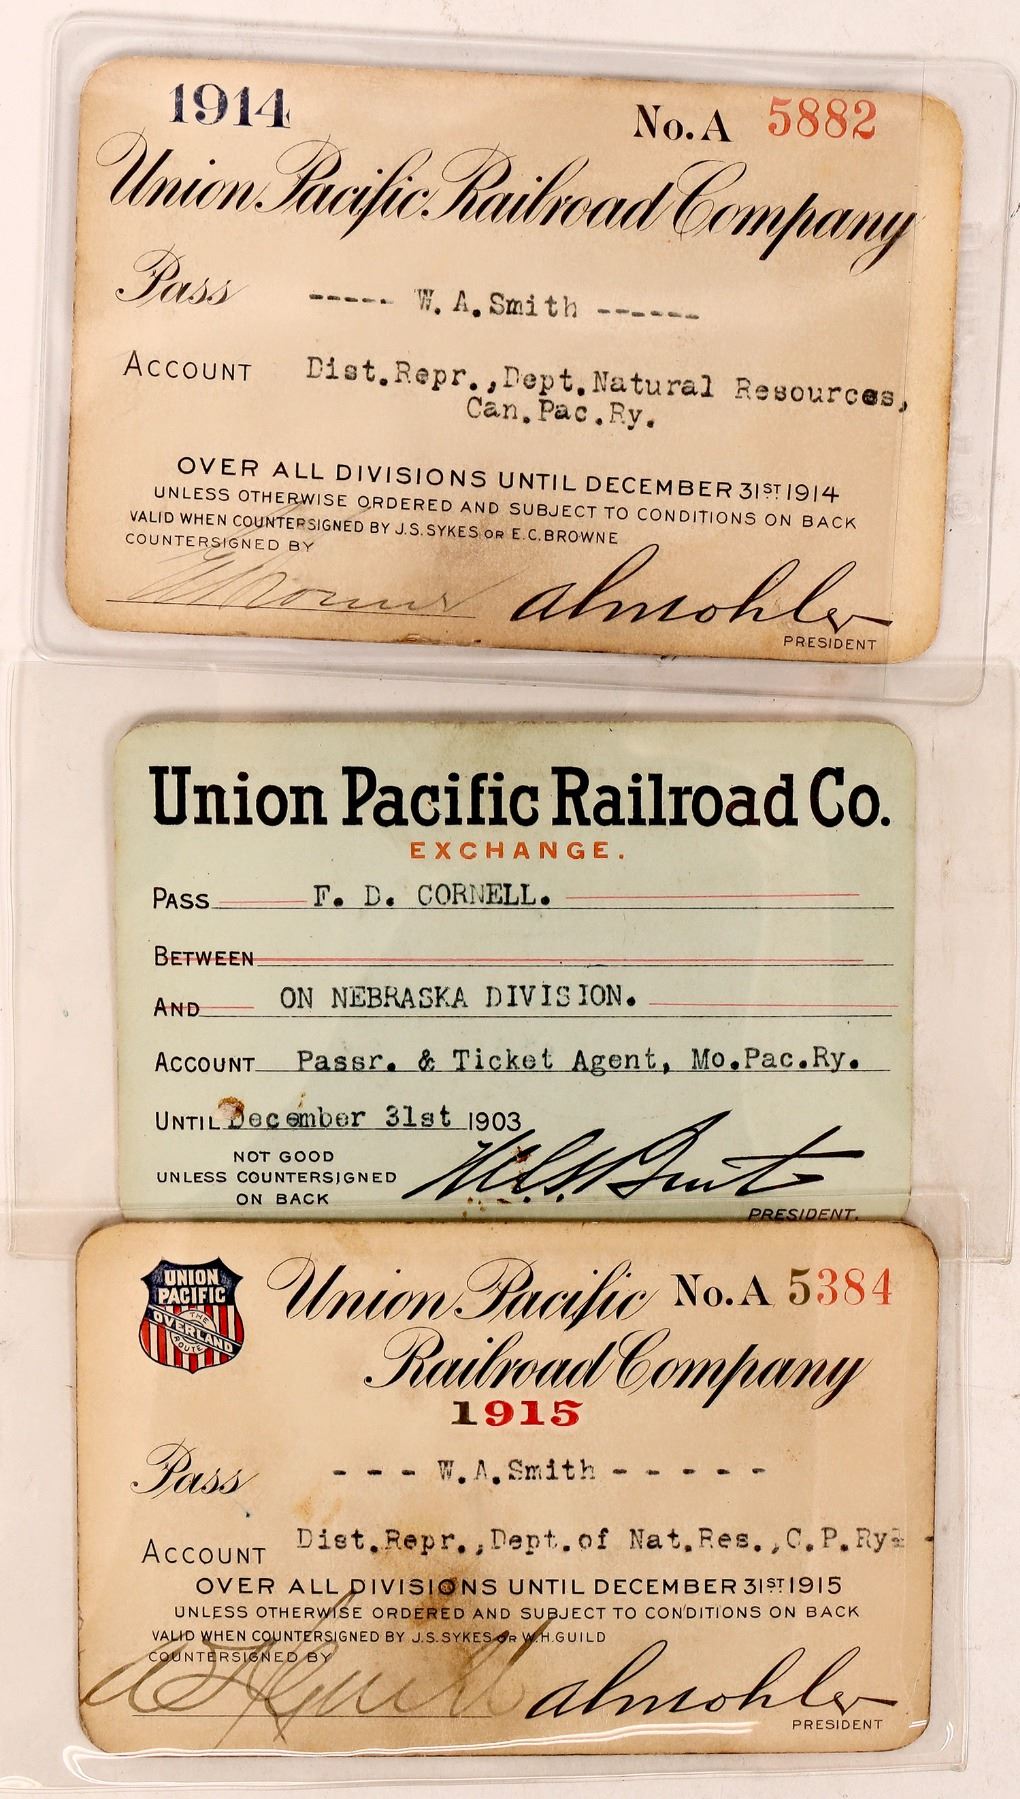 1914
No. A 5882
Union Pacific Railroad Company
Pass ----- W. A. Smith ------
ACCOUNT Dist.Repr.,Dept.Natural Resources,
Can.Pac.Ry.
OVER ALL DIVISIONS UNTIL DECEMBER 31ST 1914
UNLESS OTHERWISE ORDERED AND SUBJECT TO CONDITIONS ON BACK
VALID WHEN COUNTERSIGNED BY J.S. SYKES OR E.C. BROWNE
COUNTERSIGNED BY
almohler
PRESIDENT
Union Pacific Railroad Co.
EXCHANGE.
PASS F. D. CORNELL.
BETWEEN
AND ON NEBRASKA DIVISION.
ACCOUNT Passr. & Ticket Agent, Mo.Pac.Ry.
UNTIL December 31st 1903
NOT GOOD
UNLESS COUNTERSIGNED
ON BACK
Burt
PRESIDENT.
UNION
PACIFIC
THE
OVERLAND
ROUTE
Union Pacific No. A 5384
Railroad Company
1915
Pass - - - W.A.Smith - - - - -
ACCOUNT Dist.Repr.,Dept.of Nat.Res.,C.P.Ry- -
OVER ALL DIVISIONS UNTIL DECEMBER 31ST 1915
UNLESS OTHERWISE ORDERED AND SUBJECT TO CONDITIONS ON BACK
VALID WHEN COUNTERSIGNED BY J.S. SYKES OR W.H. GUILD
COUNTERSIGNED BY
W H Guild
almohler
PRESIDENT